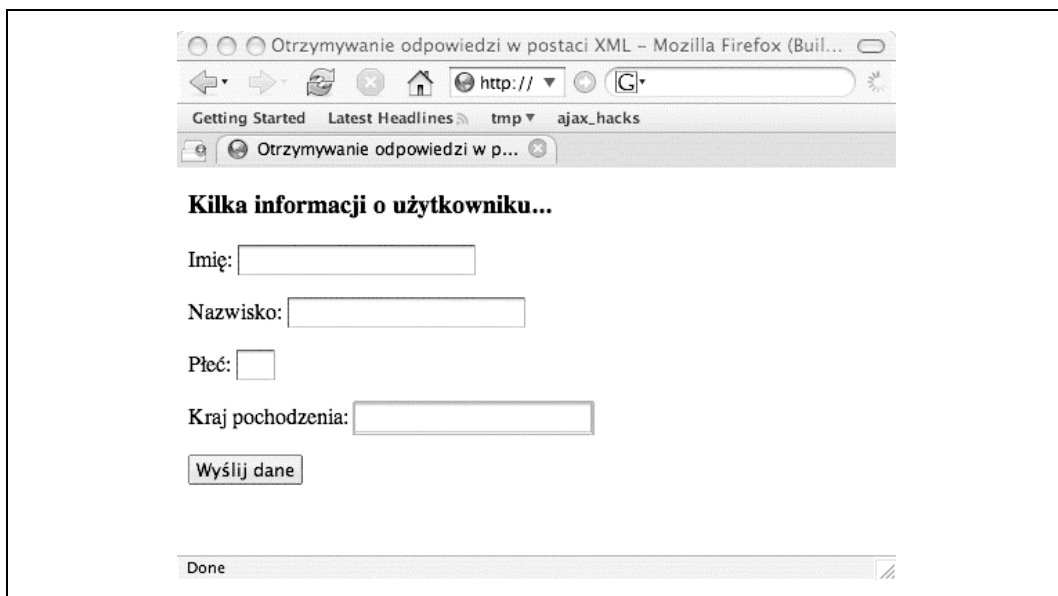 Otrzymywanie odpowiedzi w postaci XML – Mozilla Firefox (Buil...
http://
G
Getting Started Latest Headlines tmp ajax_hacks
Otrzymywanie odpowiedzi w p...
Kilka informacji o użytkowniku...
Imię:
Nazwisko:
Płeć:
Kraj pochodzenia:
Wyślij dane
Done